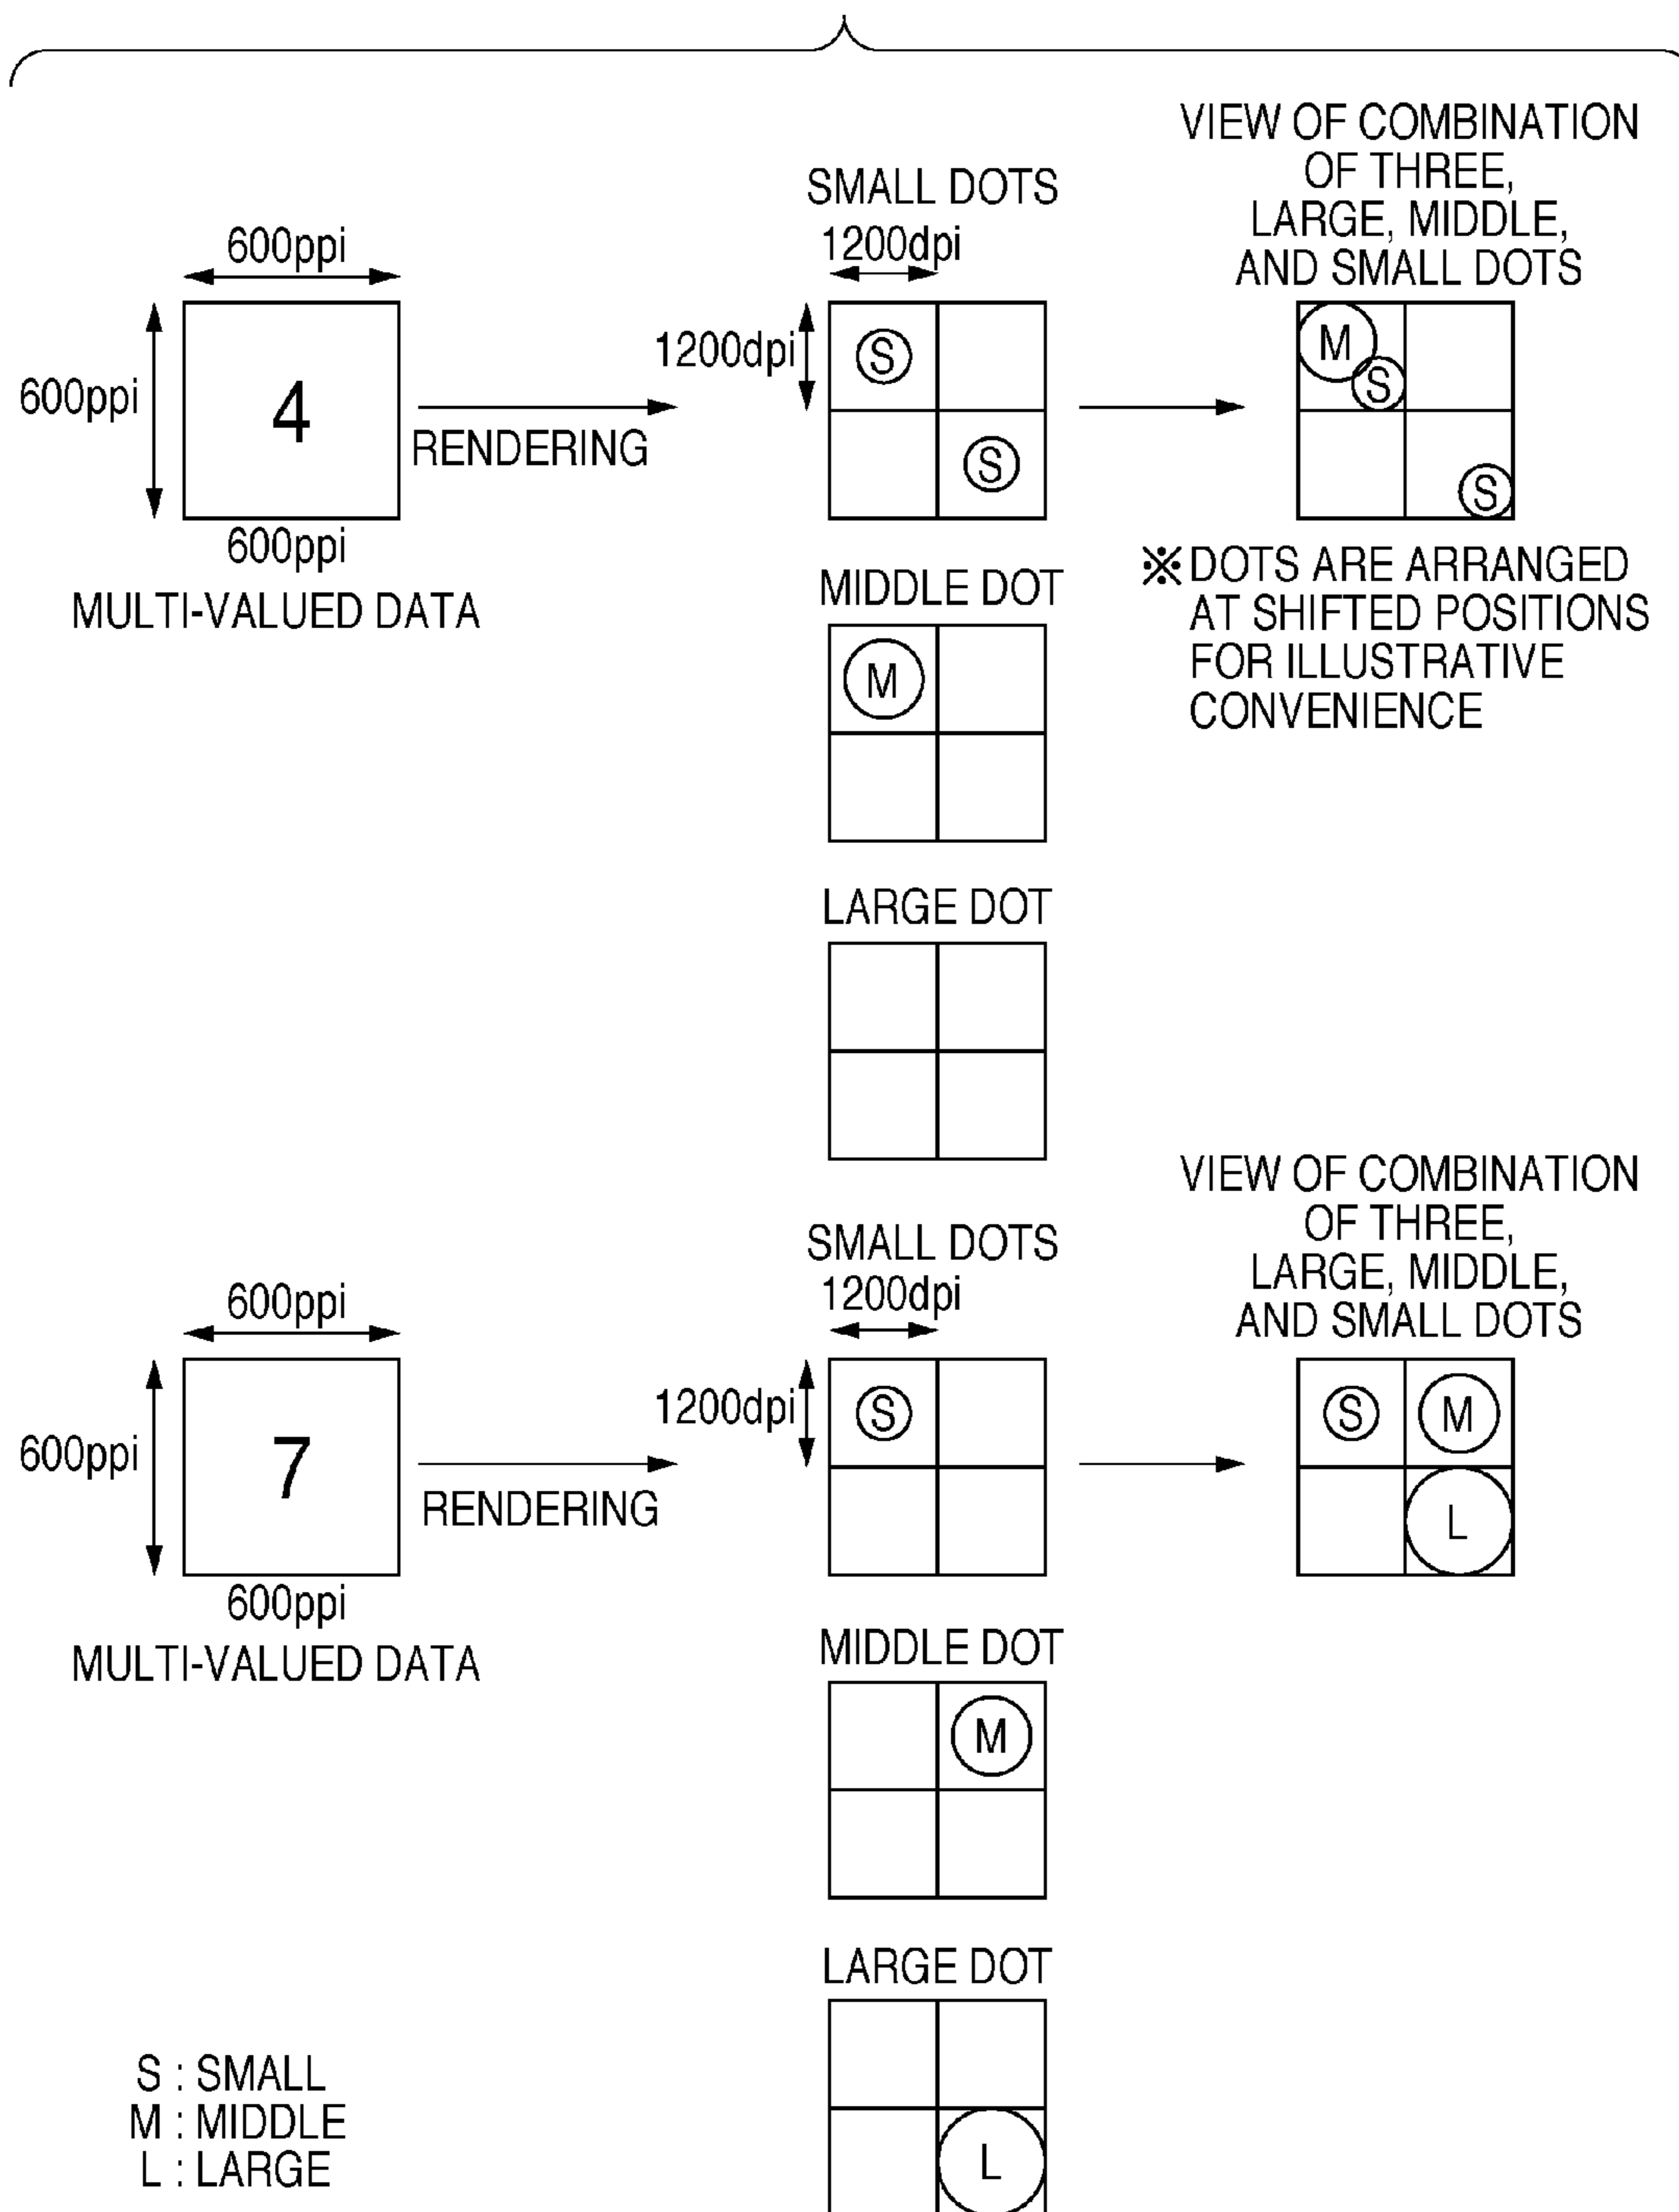 VIEW OF COMBINATION
OF THREE,
LARGE, MIDDLE,
AND SMALL DOTS
SMALL DOTS
1200dpi
600ppi
600ppi
4
RENDERING
1200dpi
S
S
M
S
S
600ppi
MULTI-VALUED DATA
※DOTS ARE ARRANGED
AT SHIFTED POSITIONS
FOR ILLUSTRATIVE
CONVENIENCE
MIDDLE DOT
M
LARGE DOT
VIEW OF COMBINATION
OF THREE,
LARGE, MIDDLE,
AND SMALL DOTS
SMALL DOTS
1200dpi
600ppi
600ppi
7
RENDERING
1200dpi
S
S
M
L
600ppi
MULTI-VALUED DATA
MIDDLE DOT
M
LARGE DOT
L
S : SMALL
M : MIDDLE
L : LARGE